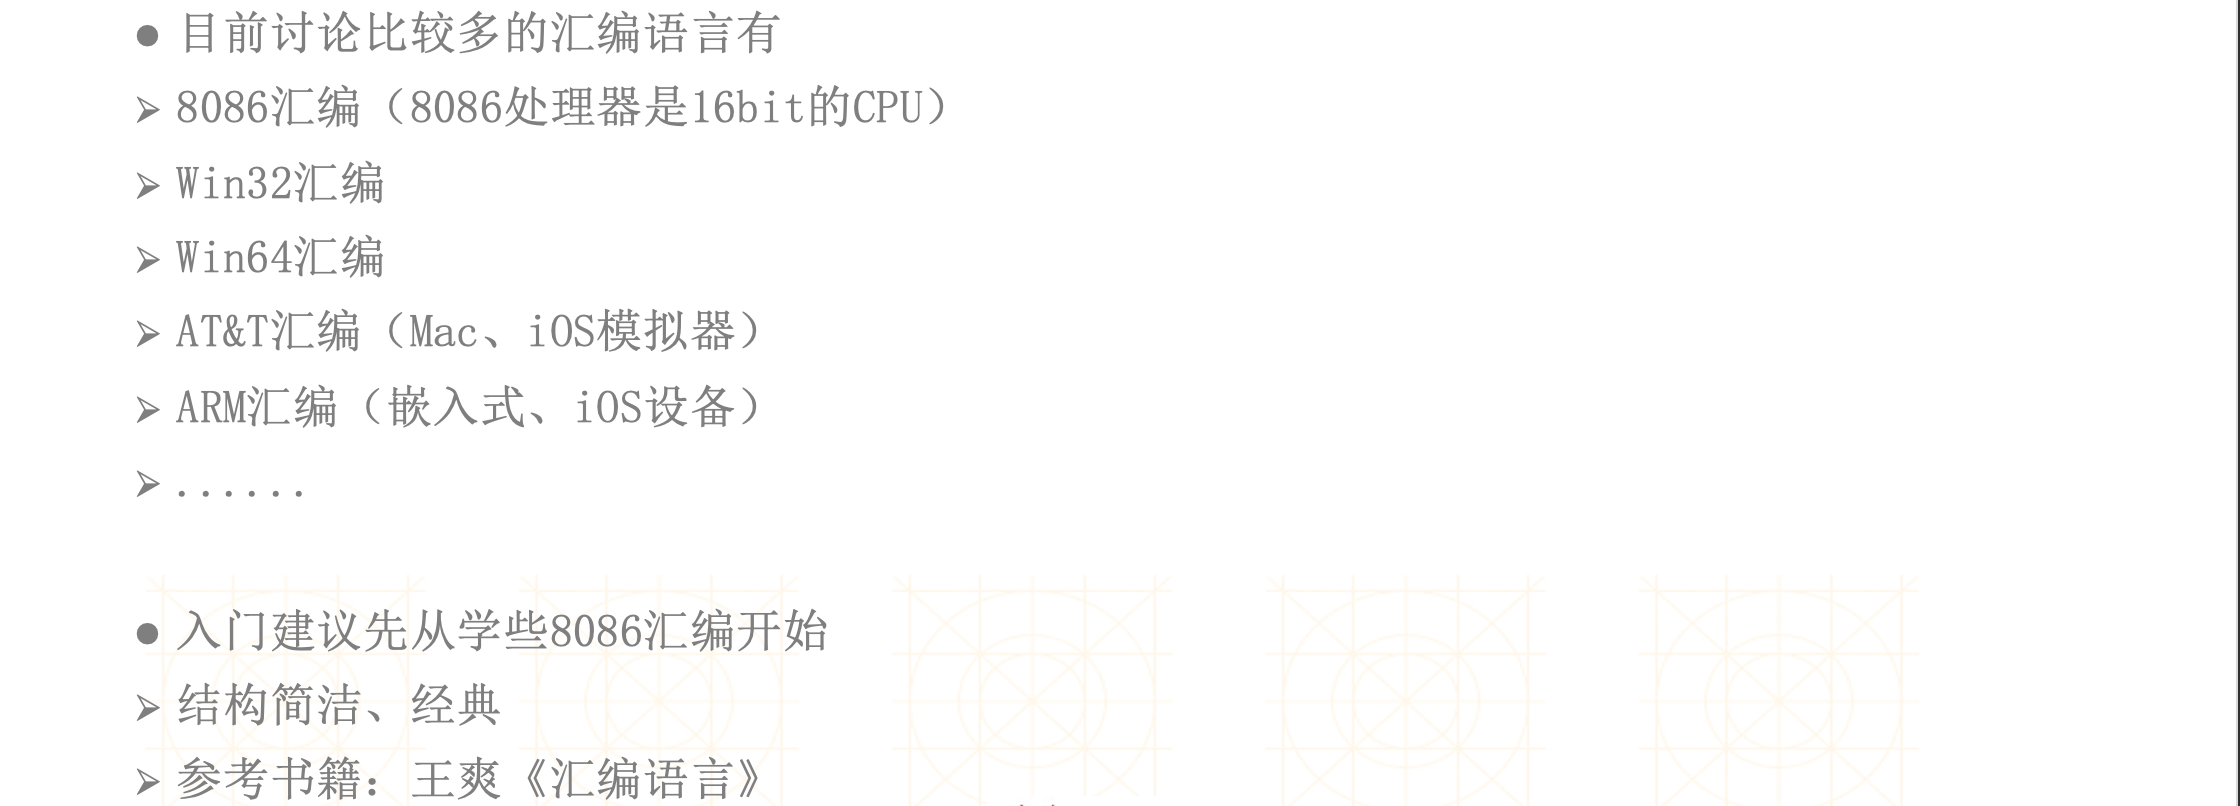 ● 目前讨论比较多的汇编语言有
➢ 8086汇编（8086处理器是16bit的CPU）
➢ Win32汇编
➢ Win64汇编
➢ AT&T汇编（Mac、iOS模拟器）
➢ ARM汇编（嵌入式、iOS设备）
➢ ......
● 入门建议先从学些8086汇编开始
➢ 结构简洁、经典
➢ 参考书籍：王爽《汇编语言》